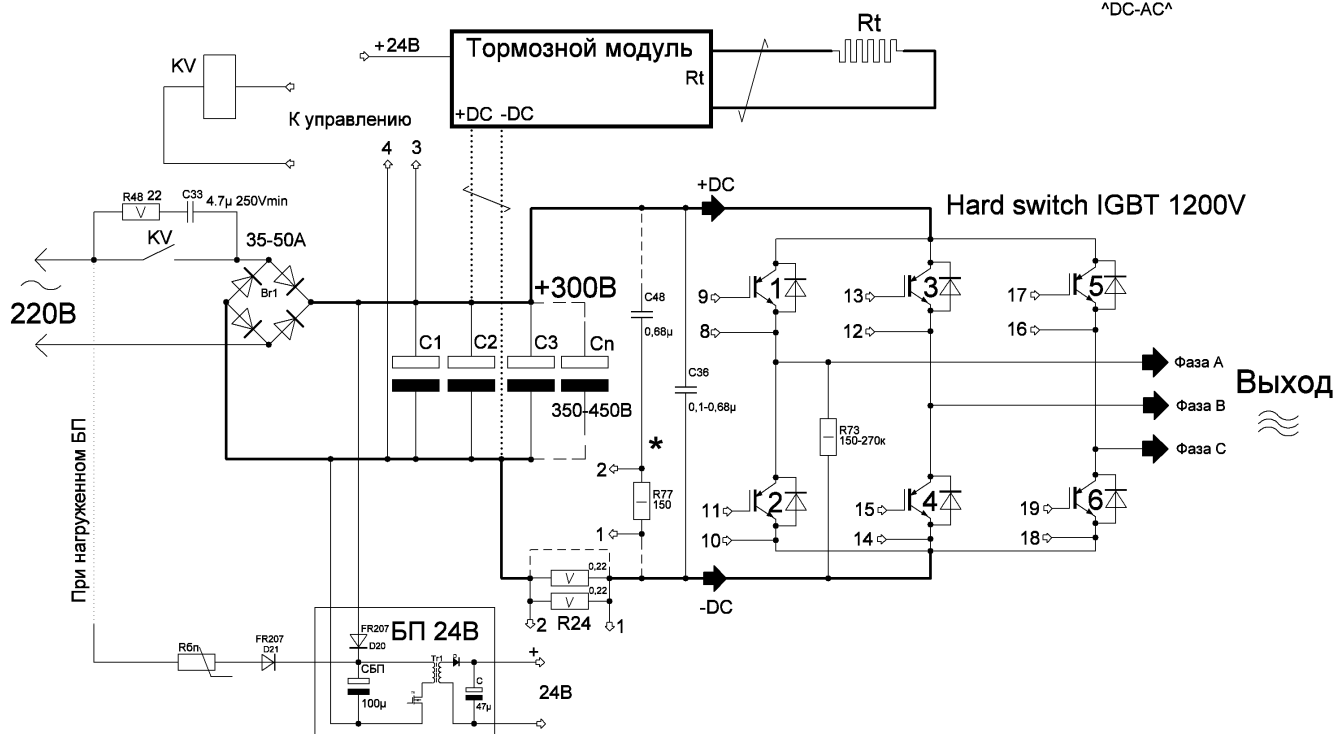 ^DC-AC^
Rt
+24В
Тормозной модуль
Rt
+DC -DC
KV
К управлению
4 3
R48 22
C33
4.7µ 250Vmin
KV
35-50A
Br1
220В
+DC
Hard switch IGBT 1200V
+300В
C48
0,68µ
C1
C2
C3
Cn
350-450В
C36
0,1-0,68µ
*
2
R77
150
1
9
8
1
13
12
3
17
16
5
Фаза А
Выход
Фаза В
Фаза С
R73
150-270к
11
10
2
15
14
4
19
18
6
0,22
0,22
-DC
2
R24
1
При нагруженном БП
Rбп
FR207
D21
FR207
D20
БП 24В
СБП
100µ
Tr1
C
47µ
+
24В